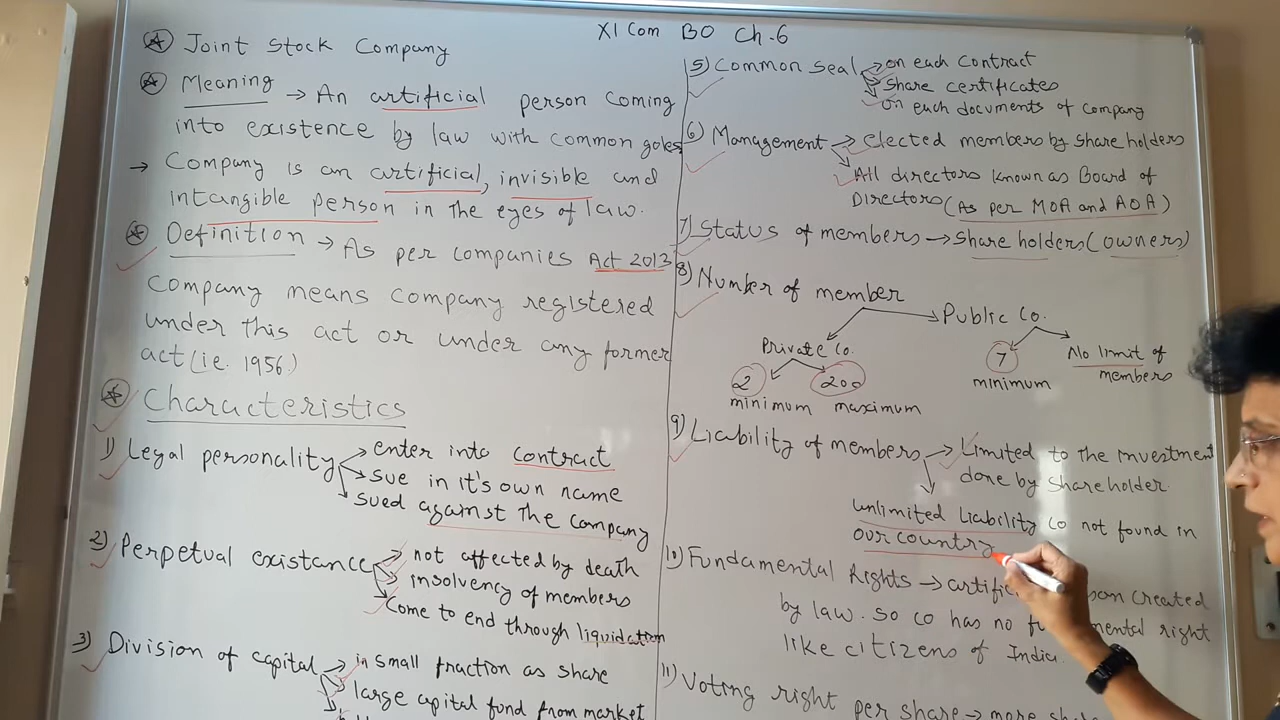 XI Com BO Ch.6
Joint Stock Company
Meaning → An artificial person coming
into existence by law with common goles
→ Company is an artificial, invisible and
intangible person in the eyes of law.
Definition → As per companies Act 2013
Company means company registered
under this act or under any former
act (i.e. 1956)
Characteristics
1) Legal personality → enter into contract
→ sue in it's own name
→ sued against the company
2) Perpetual existance → not affected by death
→ insolvency of members
→ Come to end through liquidation
3) Division of capital → in small fraction as share
→ large capital fund from market
5) Common seal → on each contract
→ Share certificates
→ on each documents of company
6) Management → elected members by share holders
→ All directors known as Board of
Directors (As per MOA and AOA)
7) Status of members → Share holders (owners)
8) Number of member
Public Co.
Private Co.
7
No limit of
members
minimum
2
200
minimum maximum
9) Liability of members → Limited to the investment
done by shareholder.
unlimited liability co not found in
our country
10) Fundamental Rights → created
by law. So co has no right
like citizens of India.
11) Voting right per share → more